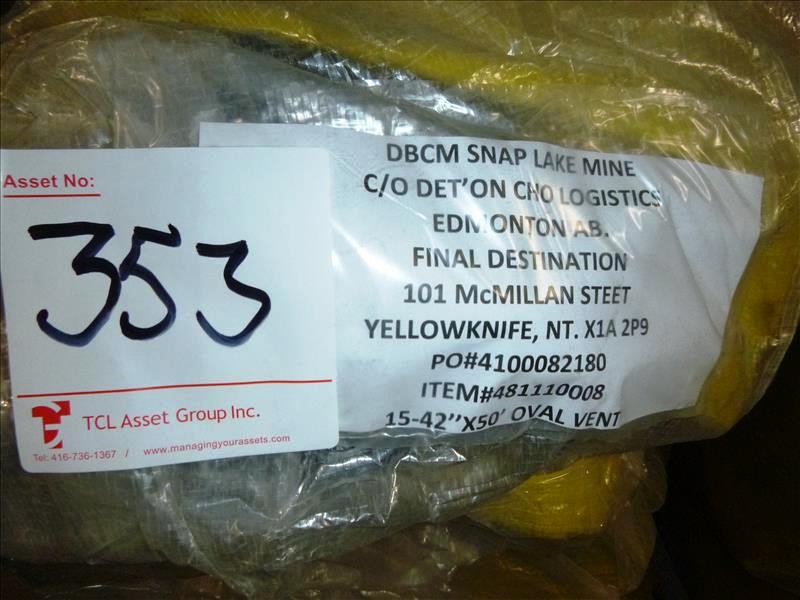 Asset No:
353
TCL Asset Group Inc.
Tel: 416-736-1367 / www.managingyourassets.com
DBCM SNAP LAKE MINE
C/O DET'ON CHO LOGISTICS
EDMONTON AB.
FINAL DESTINATION
101 McMILLAN STEET
YELLOWKNIFE, NT. X1A 2P9
PO#4100082180
ITEM#481110008
15-42''X50' OVAL VENT